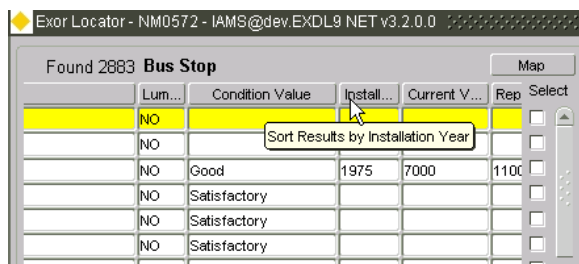 Exor Locator - NM0572 - IAMS@dev.EXDL9 NET v3.2.0.0
Found 2883 Bus Stop Map
Lum... Condition Value Install... Current V... Rep Select
NO
Sort Results by Installation Year
NO
NO Good 1975 7000 1100
NO Satisfactory
NO Satisfactory
NO Satisfactory